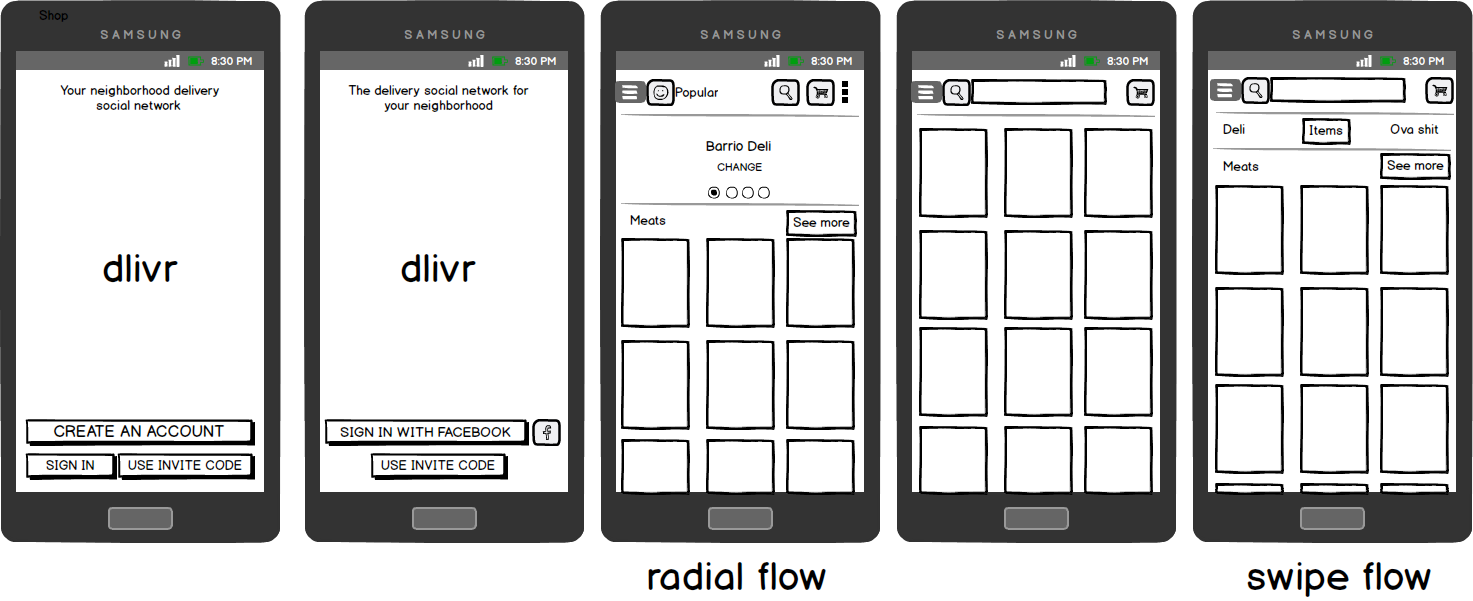 Shop
SAMSUNG
8:30 PM
Your neighborhood delivery
social network
dlivr
CREATE AN ACCOUNT
SIGN IN
USE INVITE CODE
SAMSUNG
8:30 PM
The delivery social network for
your neighborhood
dlivr
SIGN IN WITH FACEBOOK
f
USE INVITE CODE
SAMSUNG
8:30 PM
Popular
Barrio Deli
CHANGE
Meats
See more
radial flow
SAMSUNG
8:30 PM
SAMSUNG
8:30 PM
Deli
Items
Ova shit
Meats
See more
swipe flow